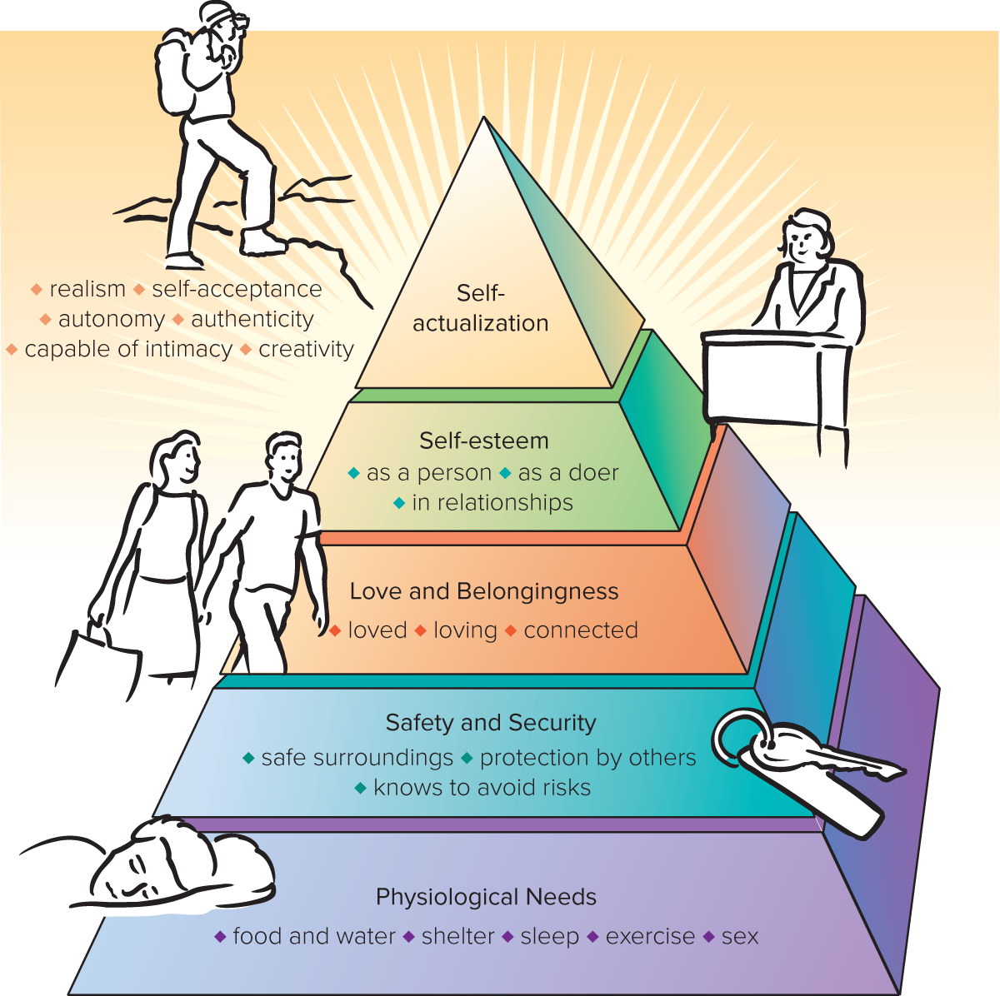 ◆ realism ◆ self-acceptance
◆ autonomy ◆ authenticity
◆ capable of intimacy ◆ creativity
Self-
actualization
Self-esteem
◆ as a person ◆ as a doer
◆ in relationships
Love and Belongingness
◆ loved ◆ loving ◆ connected
Safety and Security
◆ safe surroundings ◆ protection by others
◆ knows to avoid risks
Physiological Needs
◆ food and water ◆ shelter ◆ sleep ◆ exercise ◆ sex